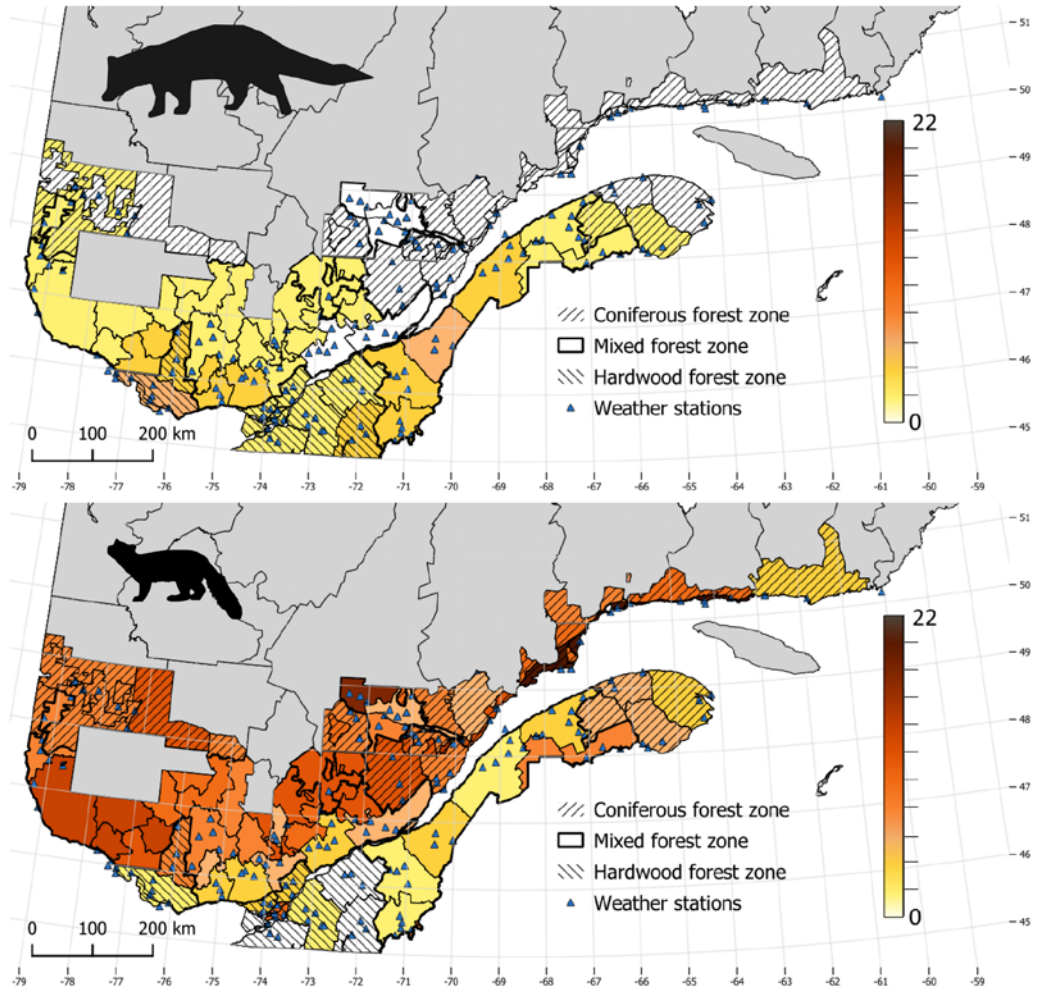 51
50
49
48
47
46
45
22
0
Coniferous forest zone
Mixed forest zone
Hardwood forest zone
Weather stations
0 100 200 km
-79 -78 -77 -76 -75 -74 -73 -72 -71 -70 -69 -68 -67 -66 -65 -64 -63 -62 -61 -60 -59
51
50
49
48
47
46
45
22
0
Coniferous forest zone
Mixed forest zone
Hardwood forest zone
Weather stations
0 100 200 km
-79 -78 -77 -76 -75 -74 -73 -72 -71 -70 -69 -68 -67 -66 -65 -64 -63 -62 -61 -60 -59